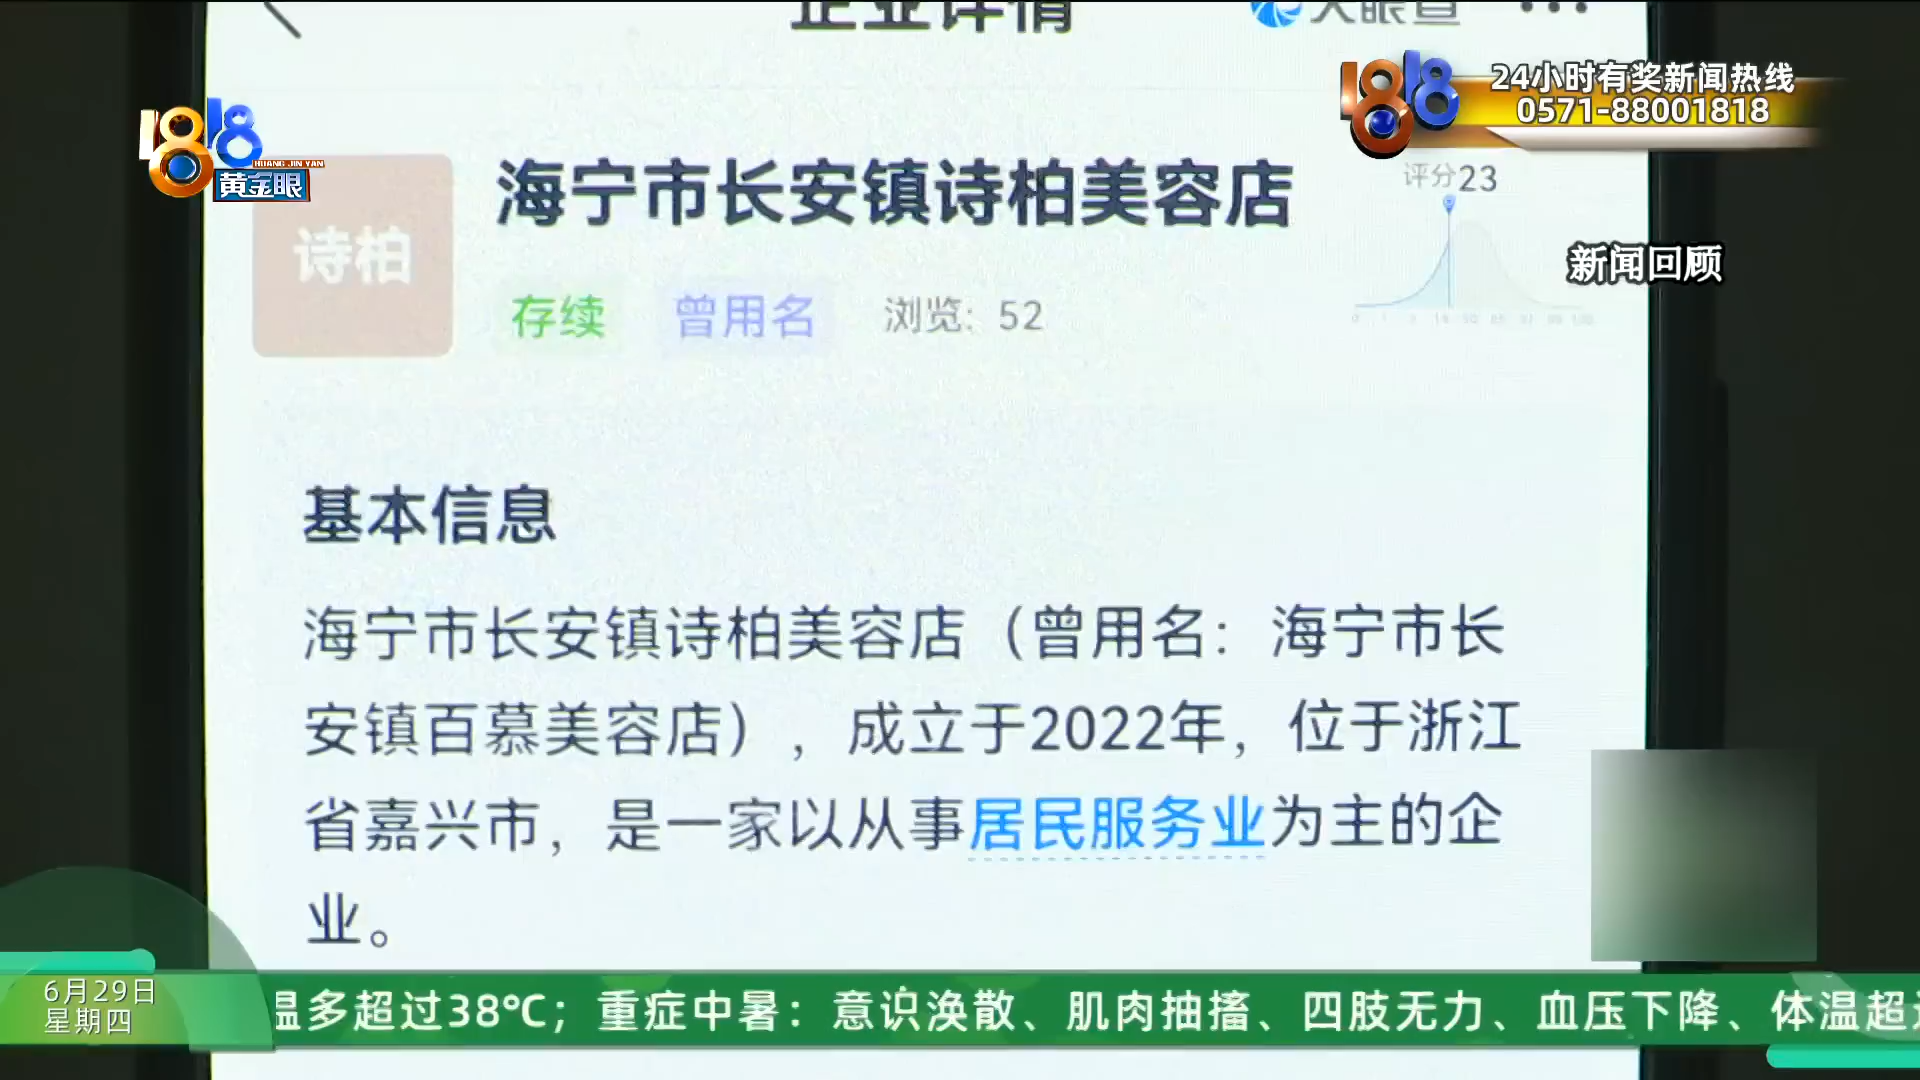 企业详情
天眼查
1818
HUANG JIN YAN
黄金眼
1818
24小时有奖新闻热线
0571-88001818
诗柏
海宁市长安镇诗柏美容店
评分23
存续
曾用名
浏览: 52
新闻回顾
基本信息
海宁市长安镇诗柏美容店（曾用名：海宁市长
安镇百慕美容店），成立于2022年，位于浙江
省嘉兴市，是一家以从事居民服务业为主的企
业。
6月29日
星期四
温多超过38℃；重症中暑：意识涣散、肌肉抽搐、四肢无力、血压下降、体温超